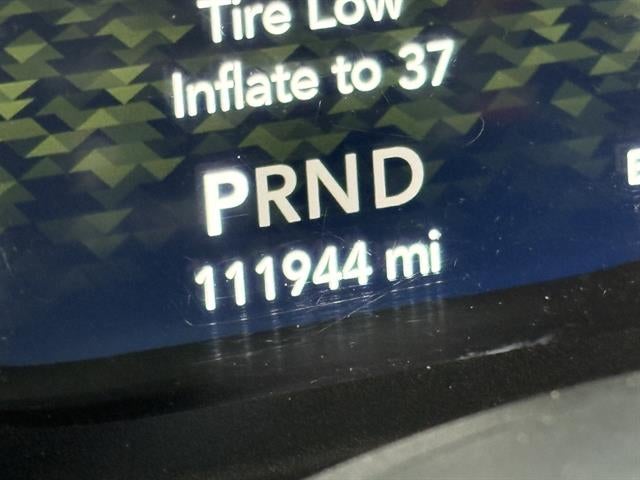 Tire Low
Inflate to 37
PRND
111944 mi